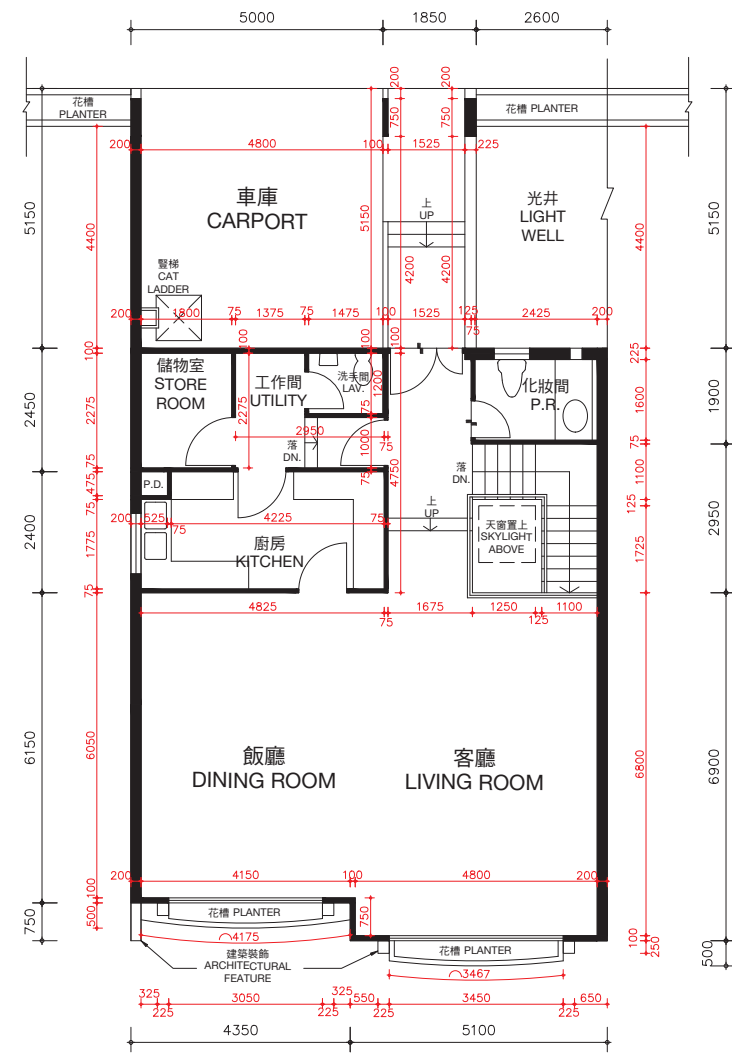 5000 1850 2600
花槽
PLANTER
花槽 PLANTER
200 200
750 750
200 4800 100 1525 225
車庫
CARPORT
上
UP
光井
LIGHT
WELL
5150 4400 5150 4200 4200 4400 5150
豎梯
CAT
LADDER
200 1800 75 1375 75 1475 100 1525 125 75 2425 200
100 100 100 100 225
儲物室
STORE
ROOM
工作間
UTILITY
洗手間
LAV.
化妝間
P.R.
2450 2275 2275 1200 1600 1900
75
2950 75
落
DN.
1000
75 475 75 4750 75 1100 125
落
DN.
P.D.
上
UP
天窗置上
SKYLIGHT
ABOVE
200 525 75 4225 75
廚房
KITCHEN
2400 1775 1725 2950
75
4825 75 1675 1250 125 1100
飯廳
DINING ROOM
客廳
LIVING ROOM
6150 6050 6800 6900
200 4150 100 4800 200
100
花槽 PLANTER
750 500 750
4175
花槽 PLANTER
100 250 500
建築裝飾
ARCHITECTURAL
FEATURE
3467
325 225 3050 225 325 550 225 3450 225 650
4350 5100